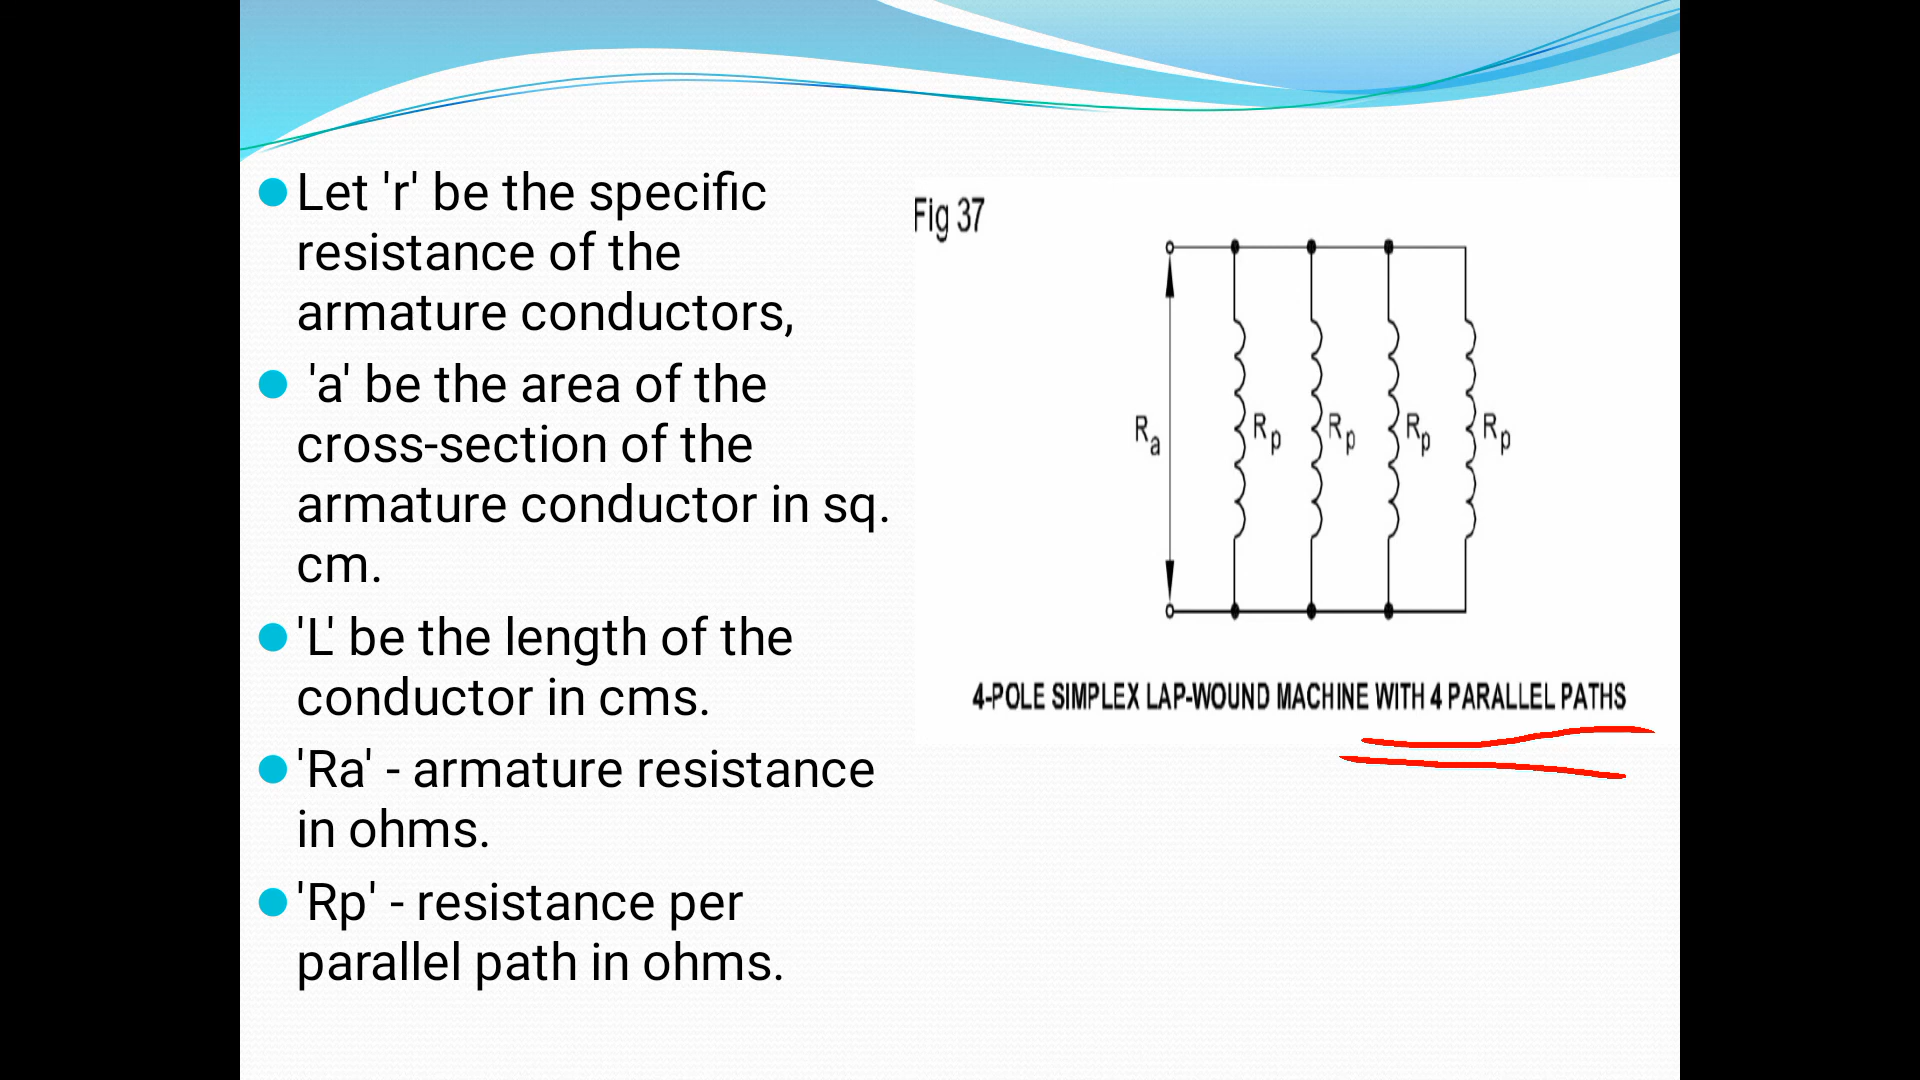 Let 'r' be the specific
resistance of the
armature conductors,
'a' be the area of the
cross-section of the
armature conductor in sq.
cm.
'L' be the length of the
conductor in cms.
'Ra' - armature resistance
in ohms.
'Rp' - resistance per
parallel path in ohms.
Fig 37
Ra Rp Rp Rp Rp
4-POLE SIMPLEX LAP-WOUND MACHINE WITH 4 PARALLEL PATHS